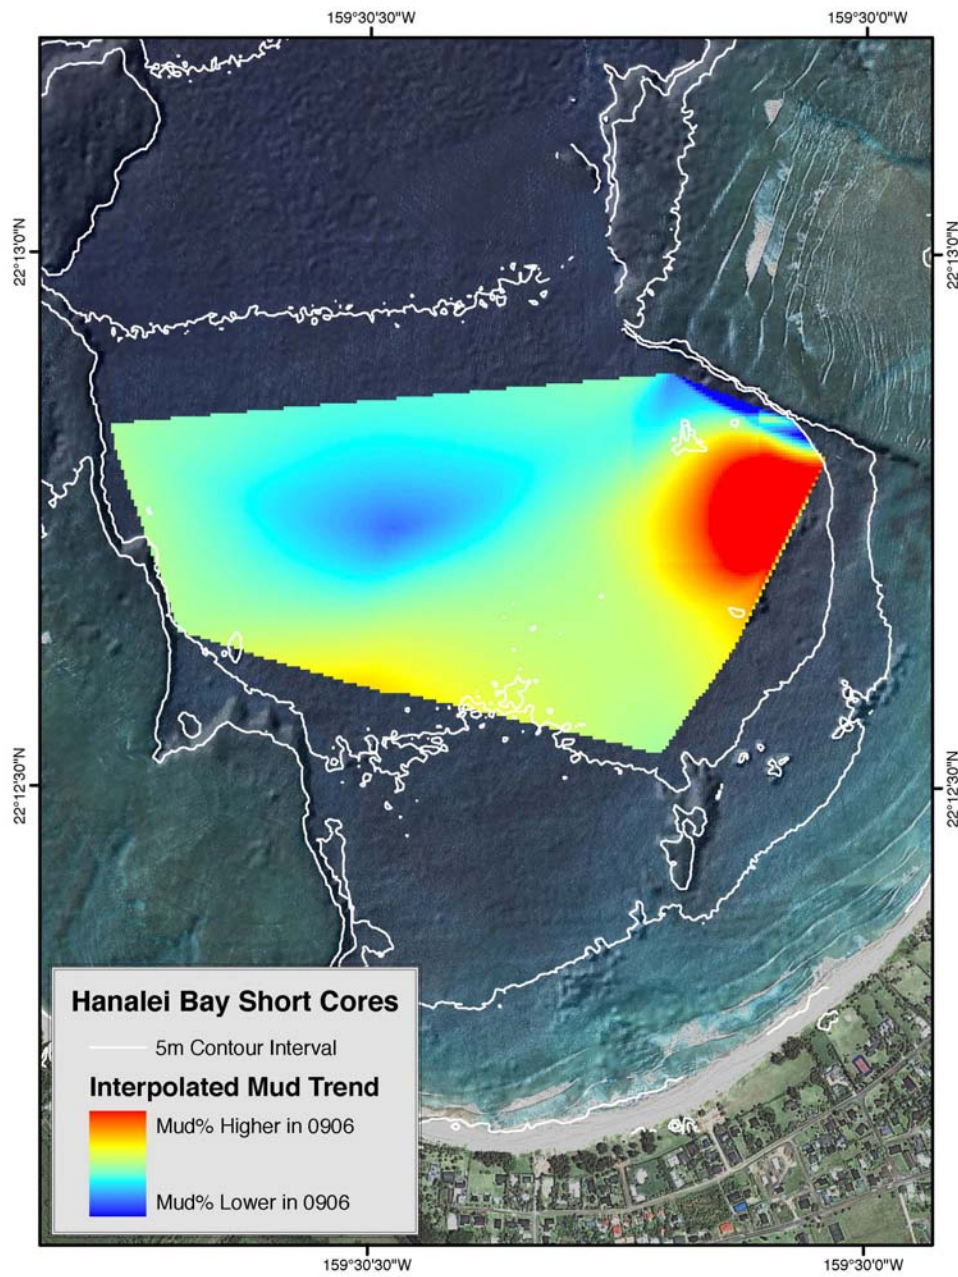 159°30'30"W
159°30'0"W
22°13'0"N
22°13'0"N
22°12'30"N
22°12'30"N
Hanalei Bay Short Cores
5m Contour Interval
Interpolated Mud Trend
Mud% Higher in 0906
Mud% Lower in 0906
159°30'30"W
159°30'0"W